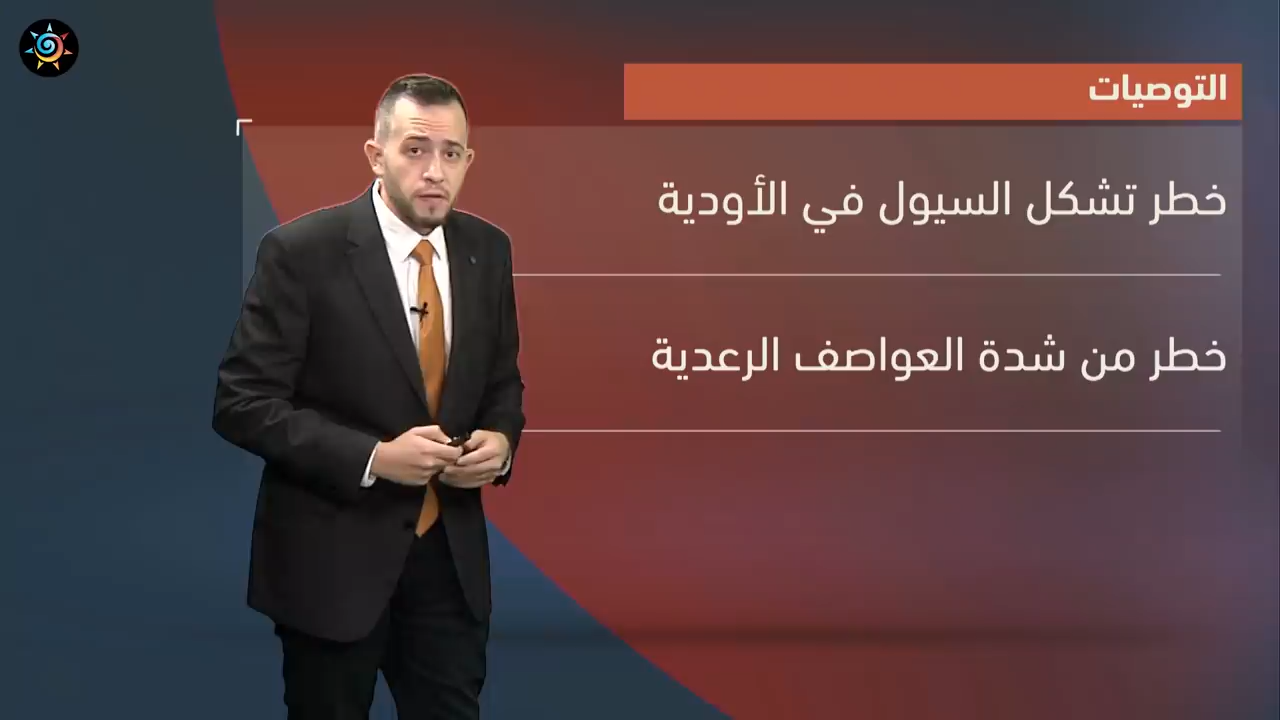 التوصيات
خطر تشكل السيول في الأودية
خطر من شدة العواصف الرعدية